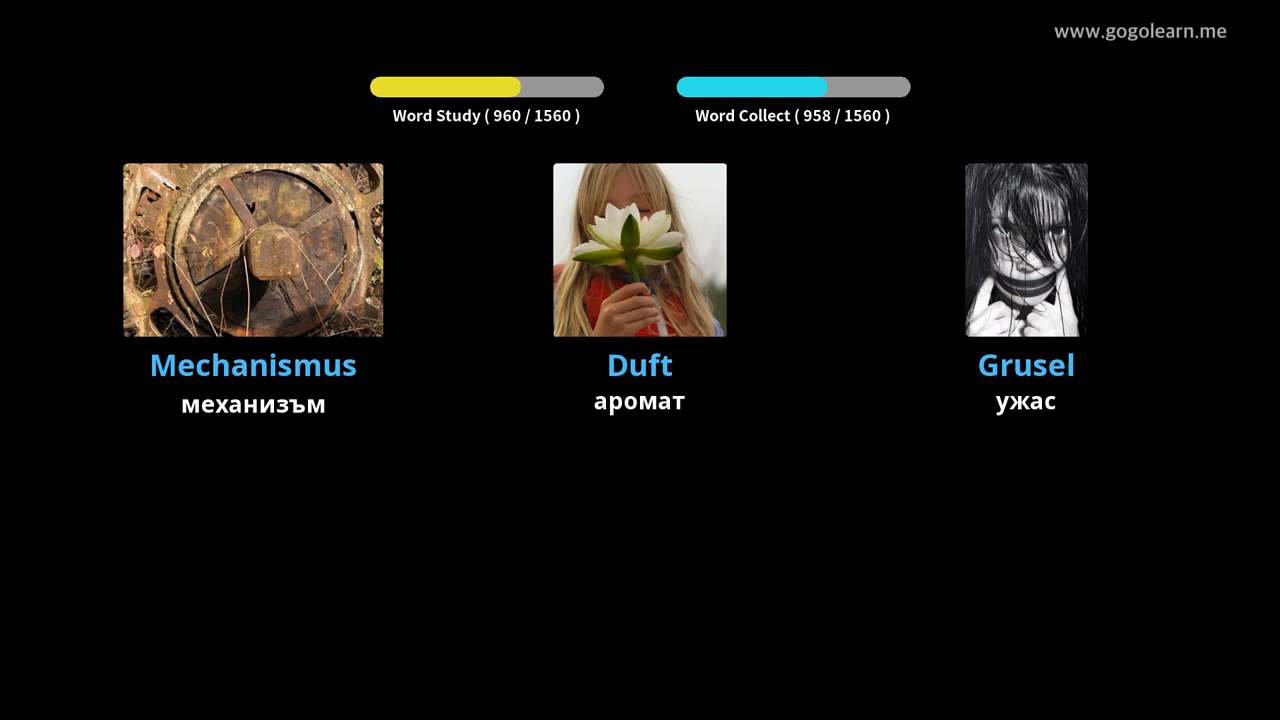 www.gogolearn.me
Word Study ( 960 / 1560 )
Word Collect ( 958 / 1560 )
Mechanismus
механизъм
Duft
аромат
Grusel
ужас